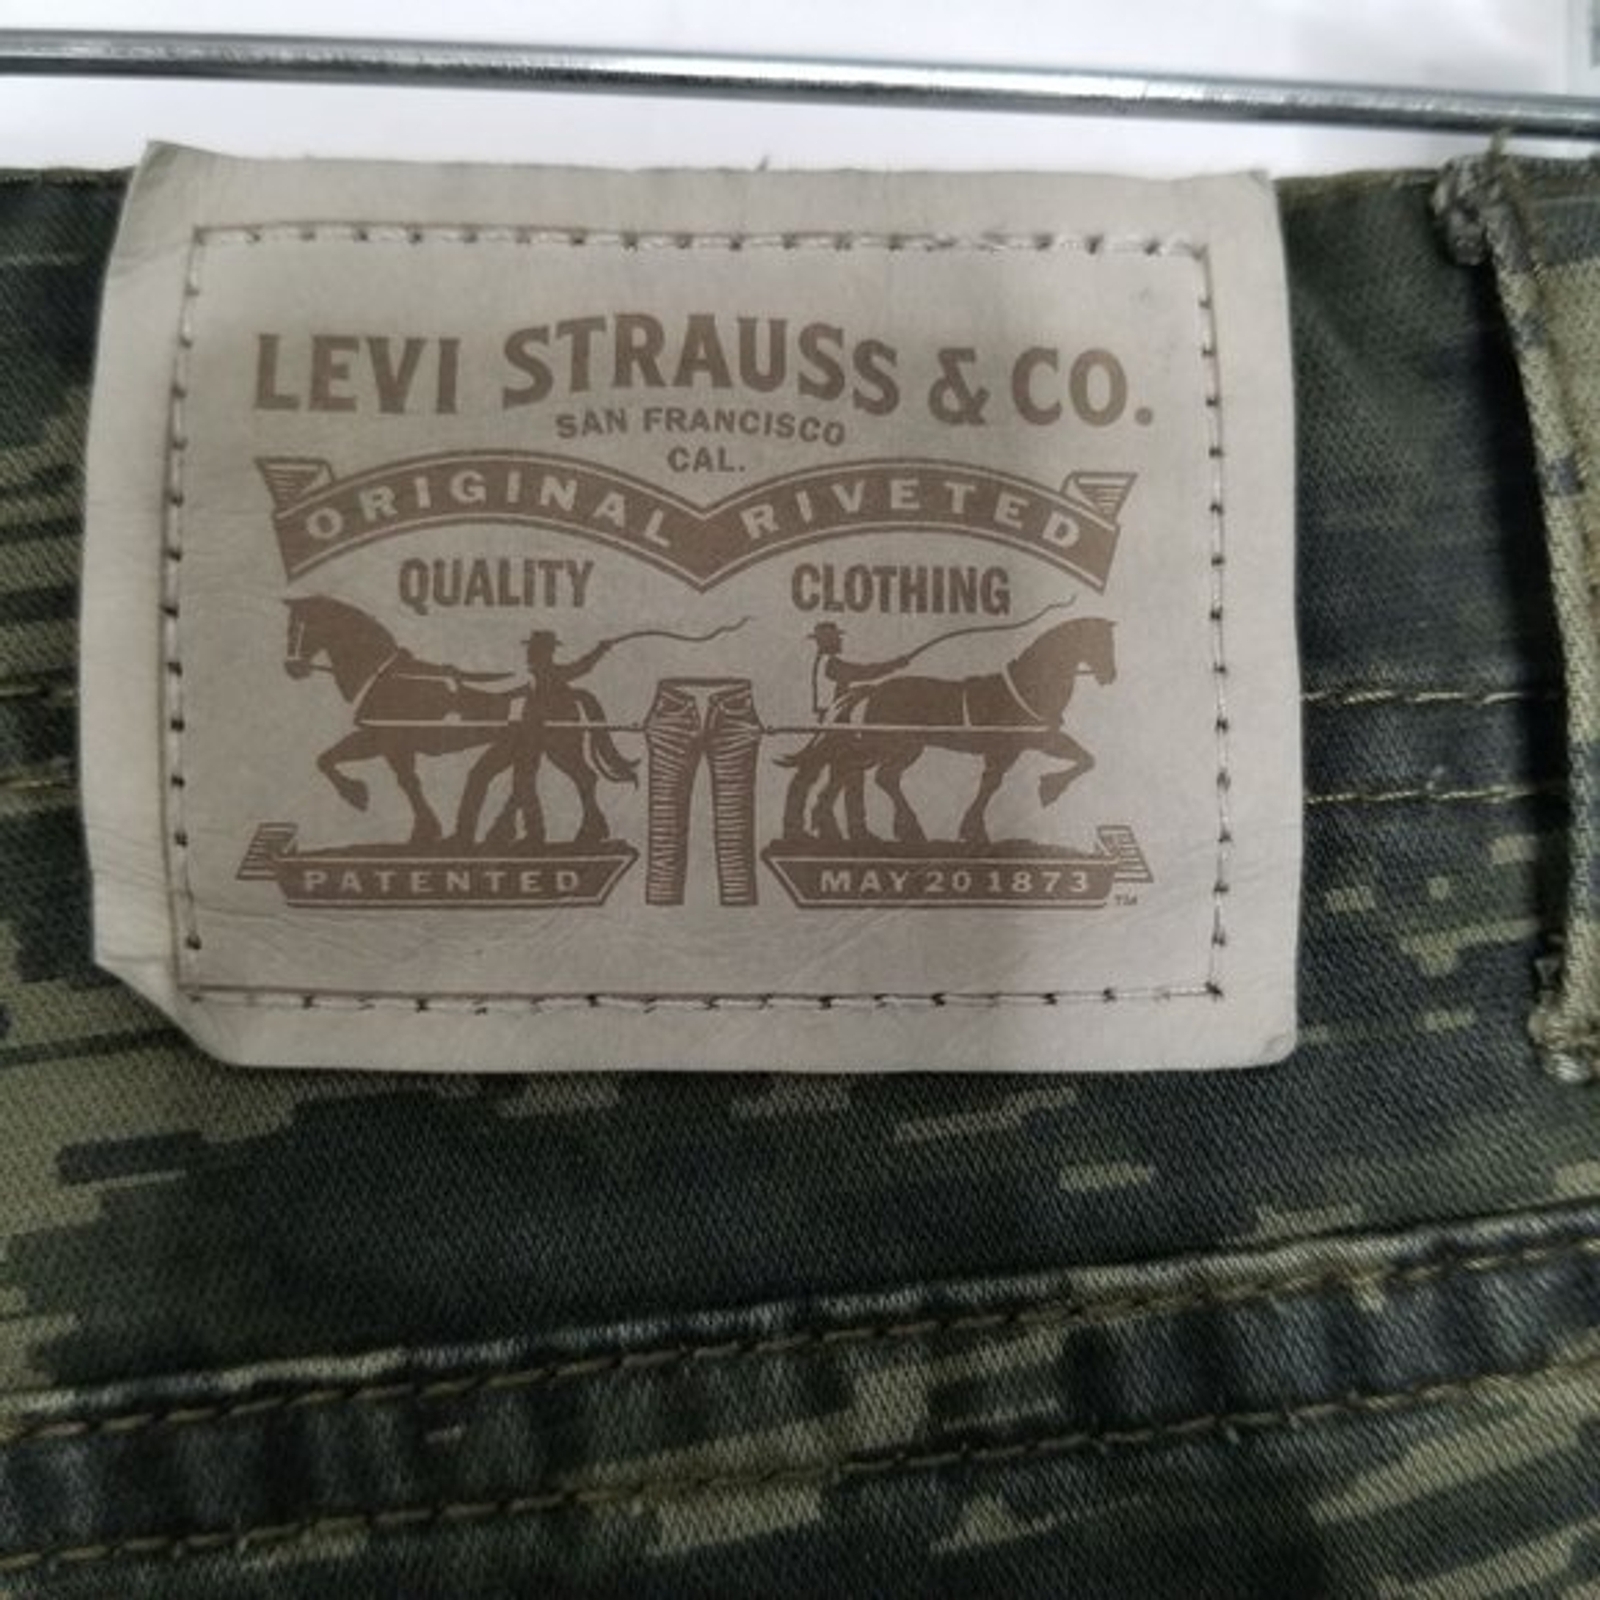 LEVI STRAUSS & CO.
SAN FRANCISCO
CAL.
ORIGINAL RIVETED
QUALITY CLOTHING
PATENTED MAY 20 1873 TM